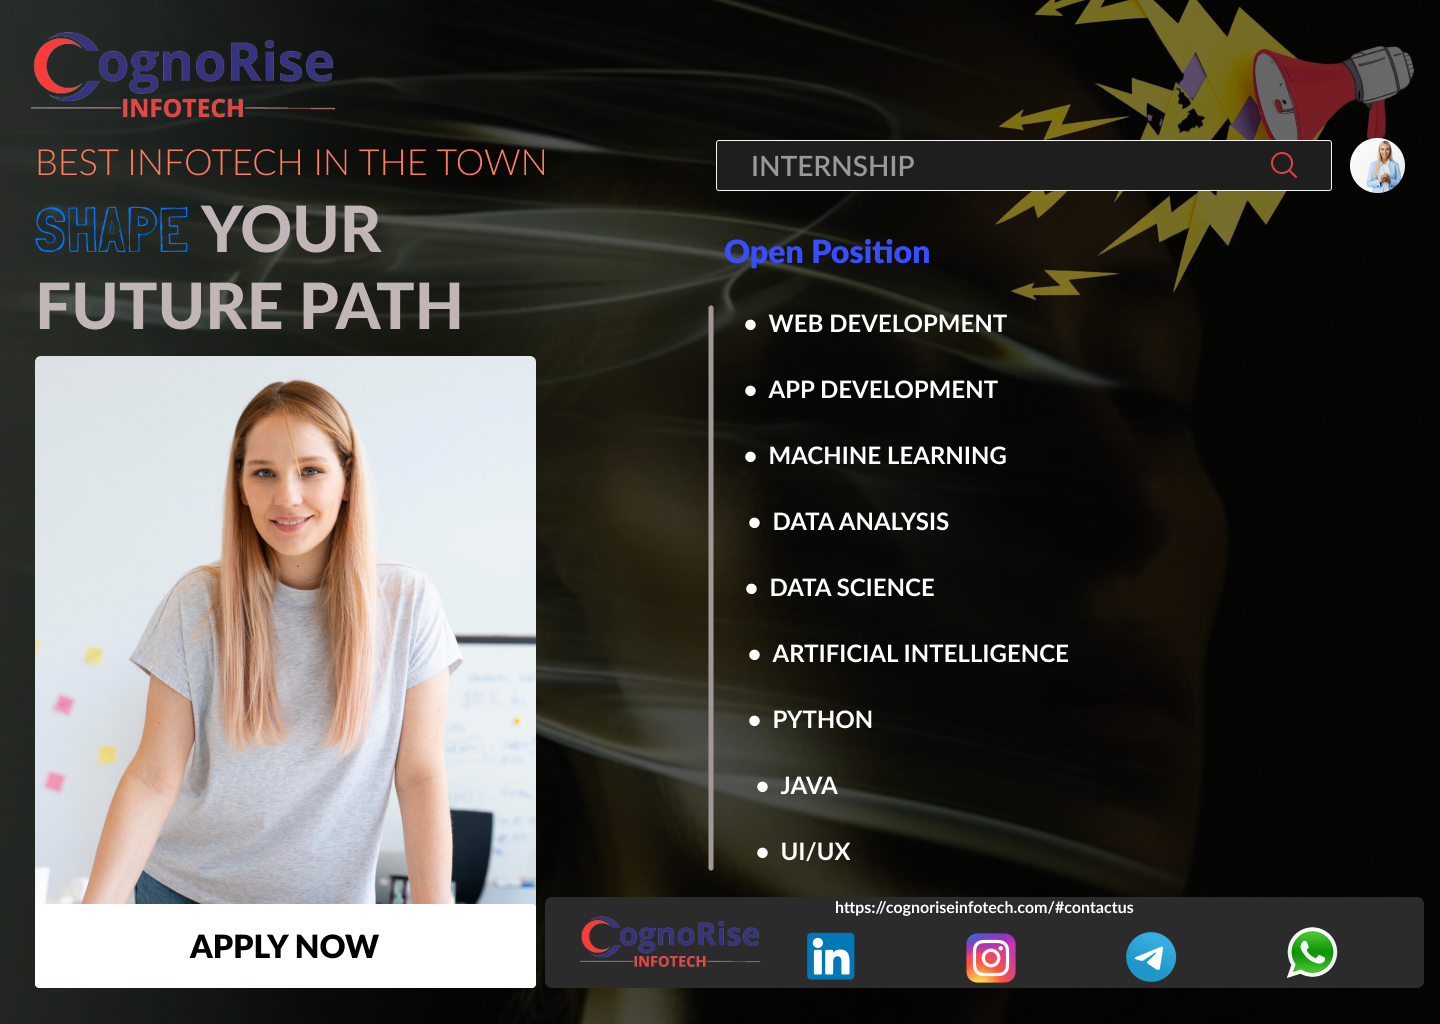 CognoRise
INFOTECH
BEST INFOTECH IN THE TOWN
SHAPE YOUR
FUTURE PATH
APPLY NOW
INTERNSHIP
Open Position
• WEB DEVELOPMENT
• APP DEVELOPMENT
• MACHINE LEARNING
• DATA ANALYSIS
• DATA SCIENCE
• ARTIFICIAL INTELLIGENCE
• PYTHON
• JAVA
• UI/UX
https://cognoriseinfotech.com/#contactus
CognoRise
INFOTECH
in